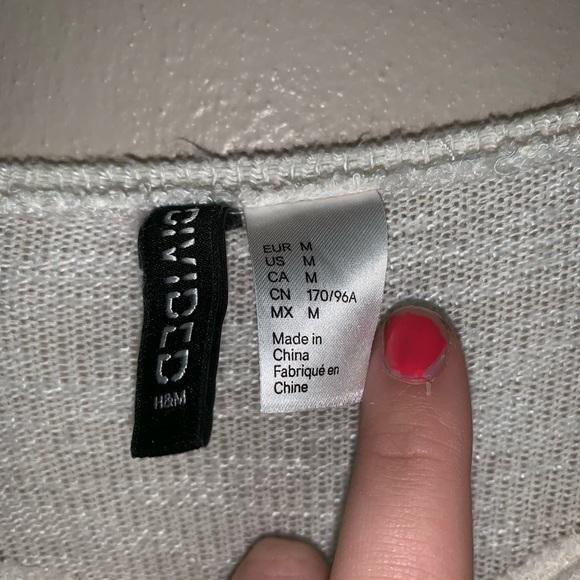 DIVIDED
H&M
EUR M
US M
CA M
CN 170/96A
MX M
Made in
China
Fabriqué en
Chine